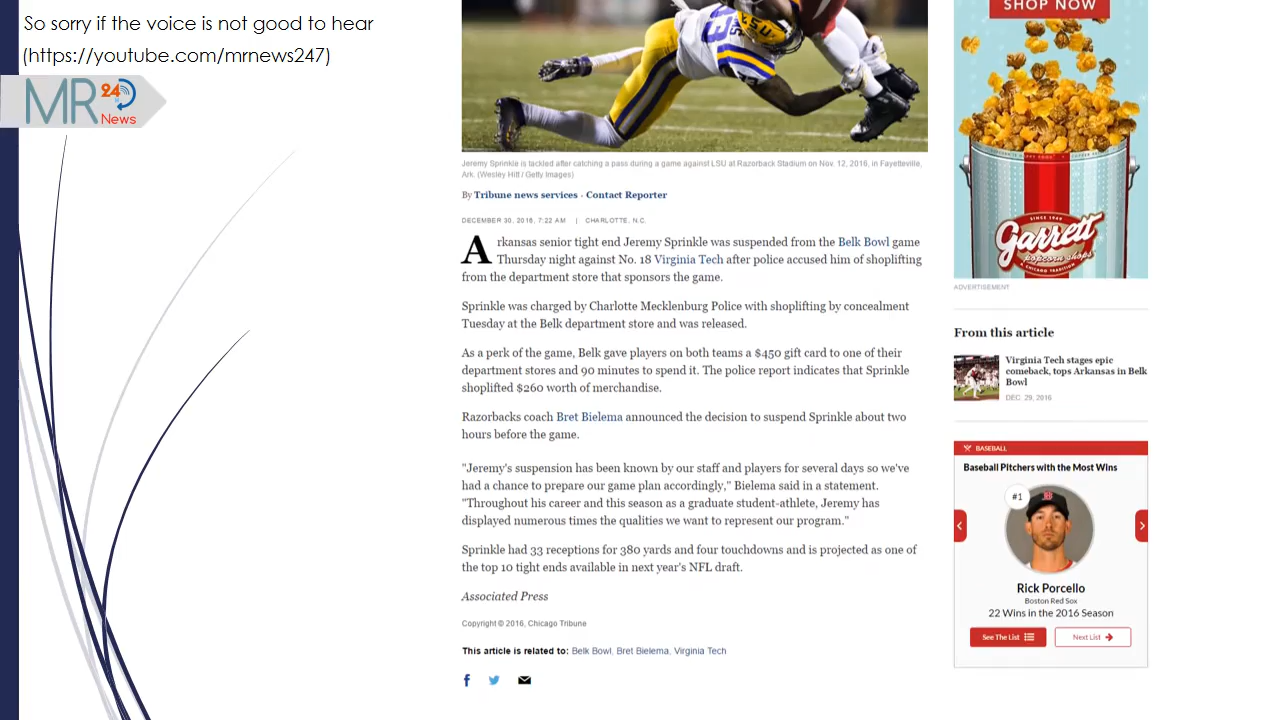 So sorry if the voice is not good to hear
(https://youtube.com/mrnews247)
MR 24
News
Jeremy Sprinkle is tackled after catching a pass during a game against LSU at Razorback Stadium on Nov. 12, 2016, in Fayetteville,
Ark. (Wesley Hitt / Getty Images)
By Tribune news services · Contact Reporter
DECEMBER 30, 2016, 7:22 AM | CHARLOTTE, N.C.
Arkansas senior tight end Jeremy Sprinkle was suspended from the Belk Bowl game
Thursday night against No. 18 Virginia Tech after police accused him of shoplifting
from the department store that sponsors the game.
Sprinkle was charged by Charlotte Mecklenburg Police with shoplifting by concealment
Tuesday at the Belk department store and was released.
As a perk of the game, Belk gave players on both teams a $450 gift card to one of their
department stores and 90 minutes to spend it. The police report indicates that Sprinkle
shoplifted $260 worth of merchandise.
Razorbacks coach Bret Bielema announced the decision to suspend Sprinkle about two
hours before the game.
"Jeremy's suspension has been known by our staff and players for several days so we've
had a chance to prepare our game plan accordingly," Bielema said in a statement.
"Throughout his career and this season as a graduate student-athlete, Jeremy has
displayed numerous times the qualities we want to represent our program."
Sprinkle had 33 receptions for 380 yards and four touchdowns and is projected as one of
the top 10 tight ends available in next year's NFL draft.
Associated Press
Copyright © 2016, Chicago Tribune
This article is related to: Belk Bowl, Bret Bielema, Virginia Tech
LSU
SHOP NOW
SINCE 1949
Garrett
popcorn shops
A CHICAGO TRADITION
ADVERTISEMENT
From this article
Virginia Tech stages epic
comeback, tops Arkansas in Belk
Bowl
DEC. 29, 2016
BASEBALL
Baseball Pitchers with the Most Wins
#1
Rick Porcello
Boston Red Sox
22 Wins in the 2016 Season
See The List
Next List